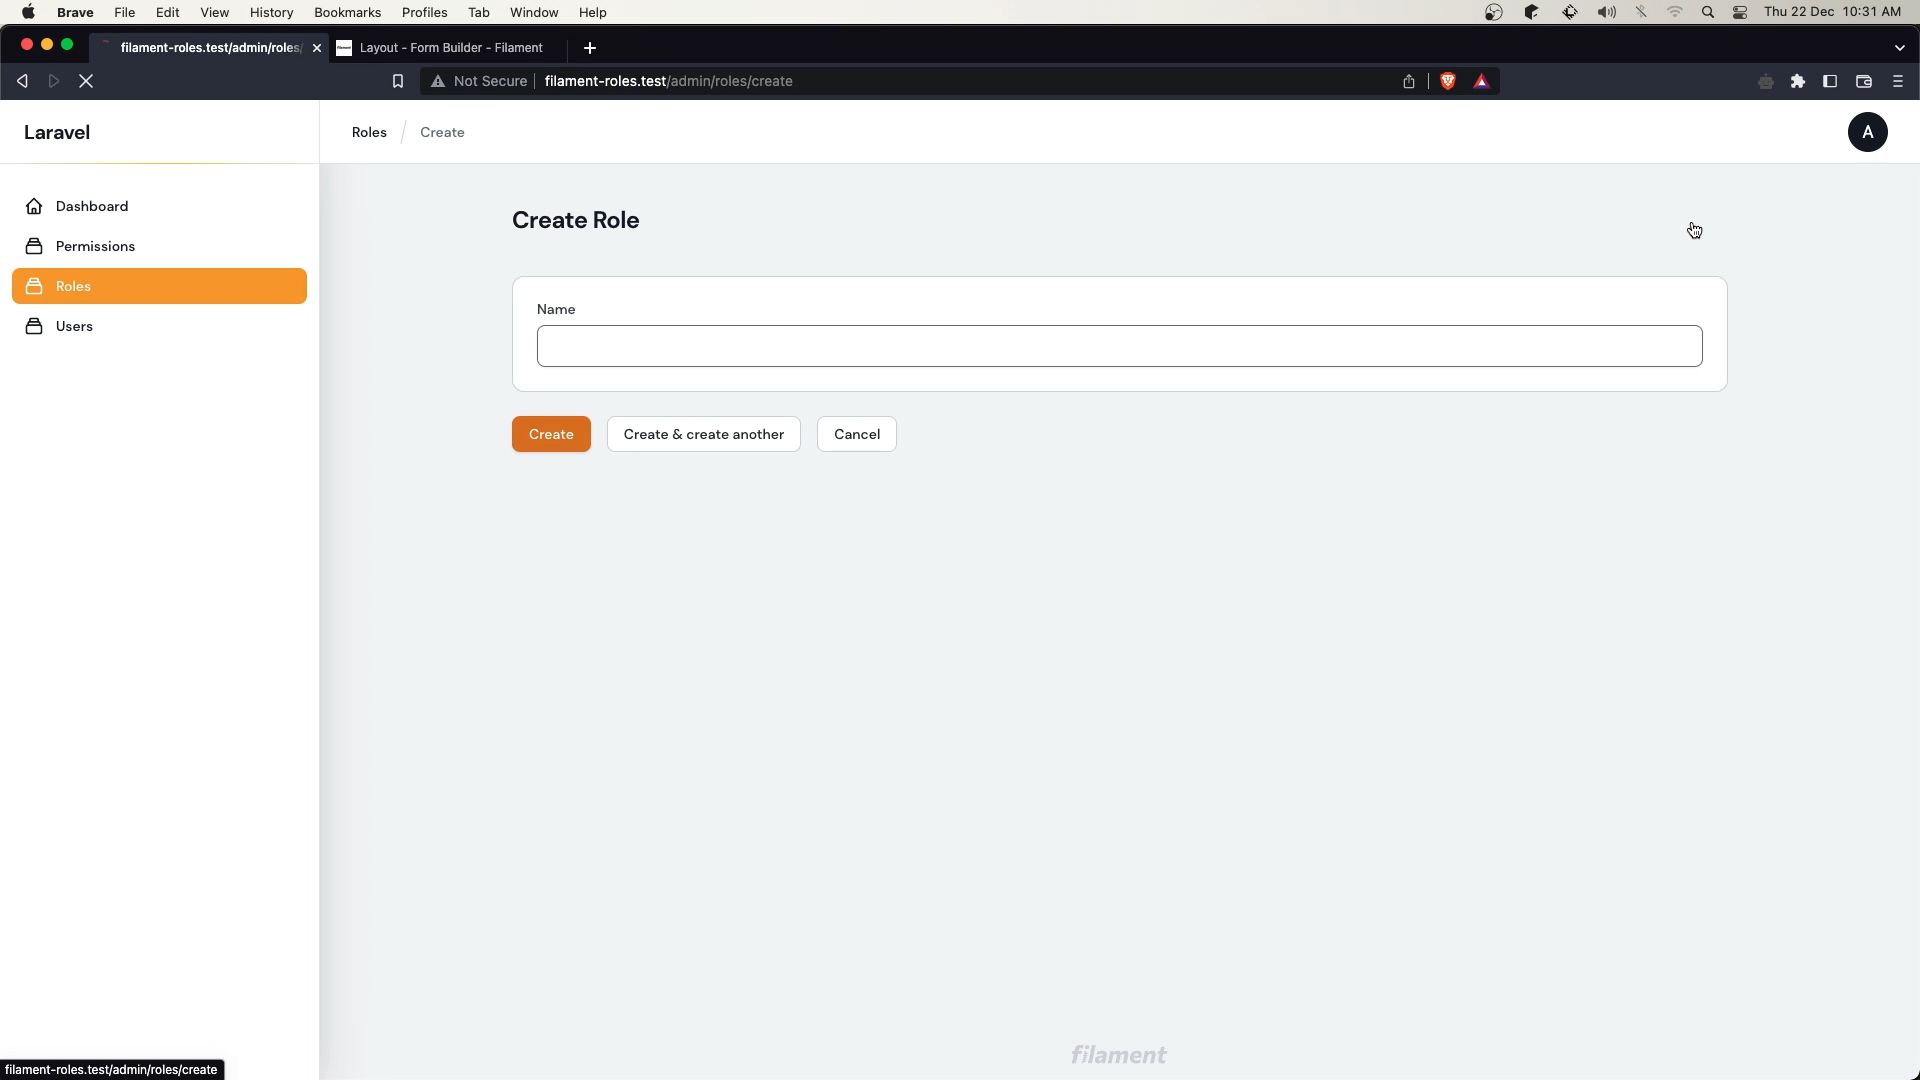 Brave File Edit View History Bookmarks Profiles Tab Window Help Thu 22 Dec 10:31 AM
filament-roles.test/admin/roles/ Layout - Form Builder - Filament
Not Secure filament-roles.test/admin/roles/create
Laravel
Roles / Create
A
Dashboard
Permissions
Roles
Users
Create Role
Name
Create Create & create another Cancel
filament
filament-roles.test/admin/roles/create